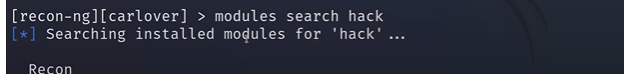 [recon-ng][carlover] > modules search hack
[*] Searching installed modules for 'hack'...
Recon